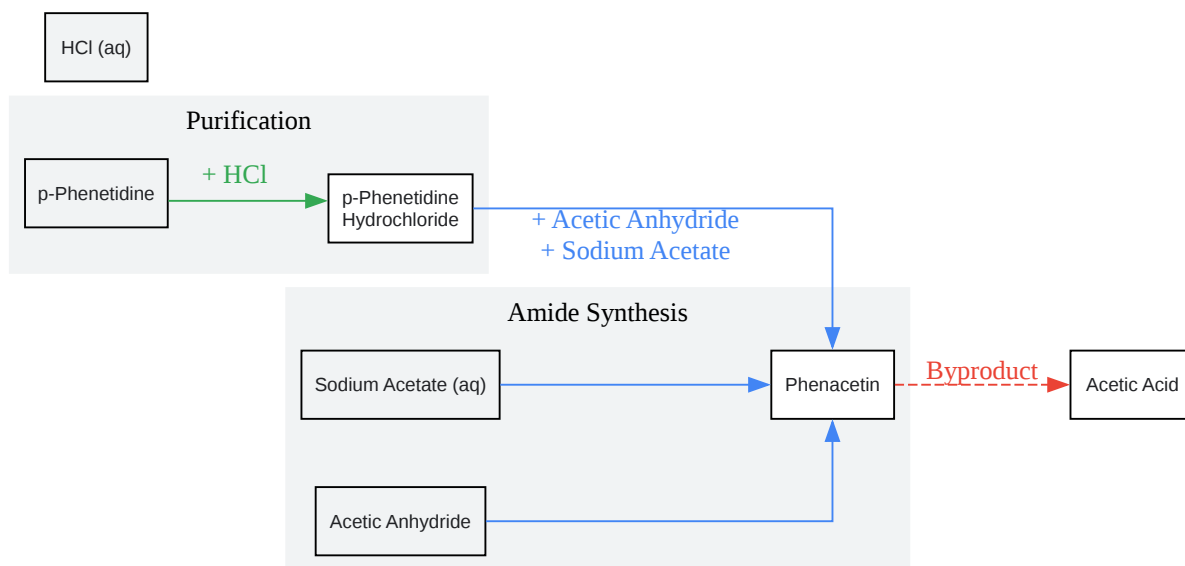 HCl (aq)
Purification
p-Phenetidine
+ HCl
p-Phenetidine
Hydrochloride
+ Acetic Anhydride
+ Sodium Acetate
Amide Synthesis
Sodium Acetate (aq)
Phenacetin
Byproduct
Acetic Acid
Acetic Anhydride